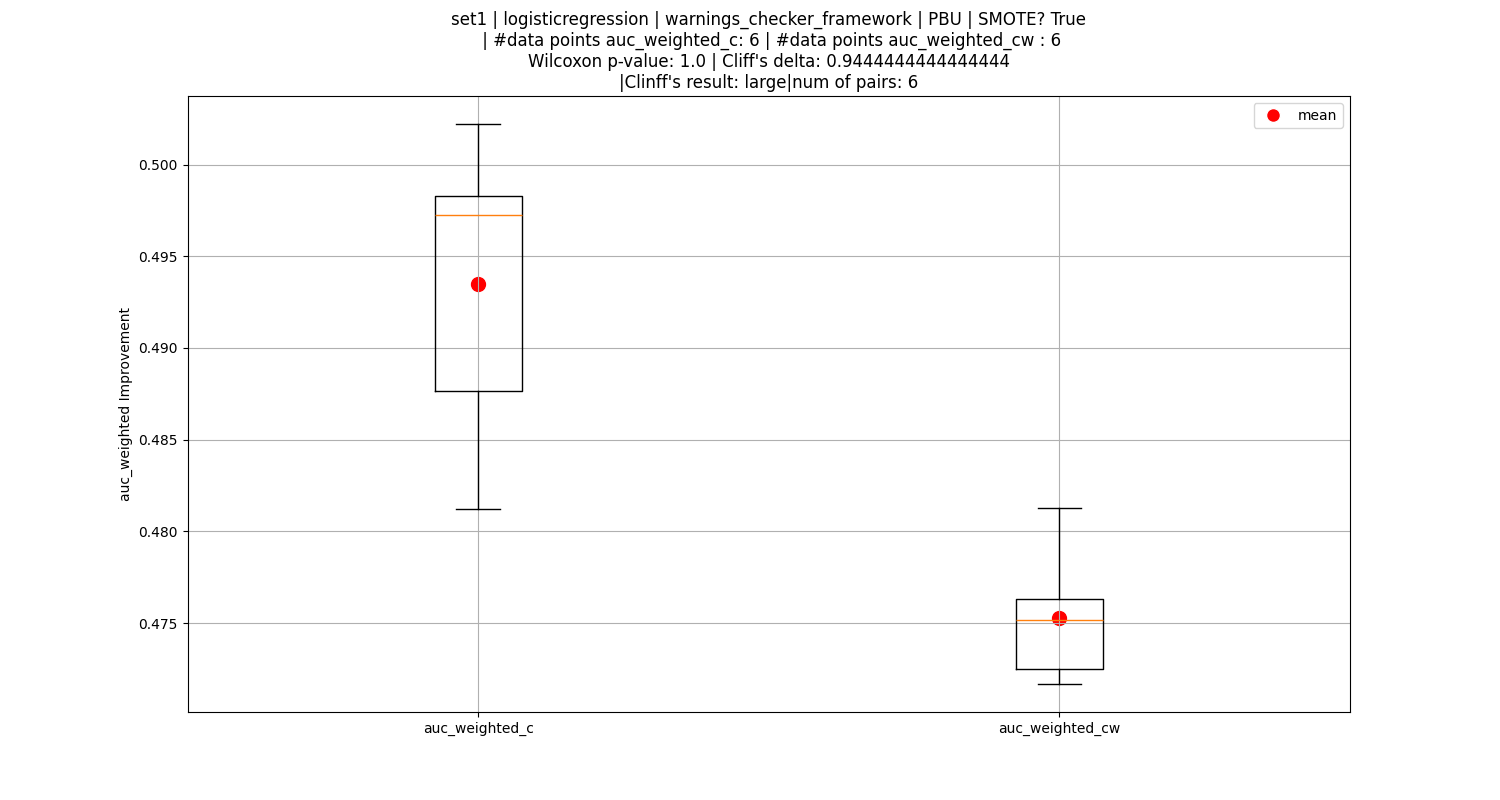 set1 | logisticregression | warnings_checker_framework | PBU | SMOTE? True
| #data points auc_weighted_c: 6 | #data points auc_weighted_cw : 6
Wilcoxon p-value: 1.0 | Cliff's delta: 0.9444444444444444
|Clinff's result: large|num of pairs: 6
mean
0.500
0.495
0.490
0.485
0.480
0.475
auc_weighted Improvement
auc_weighted_c
auc_weighted_cw